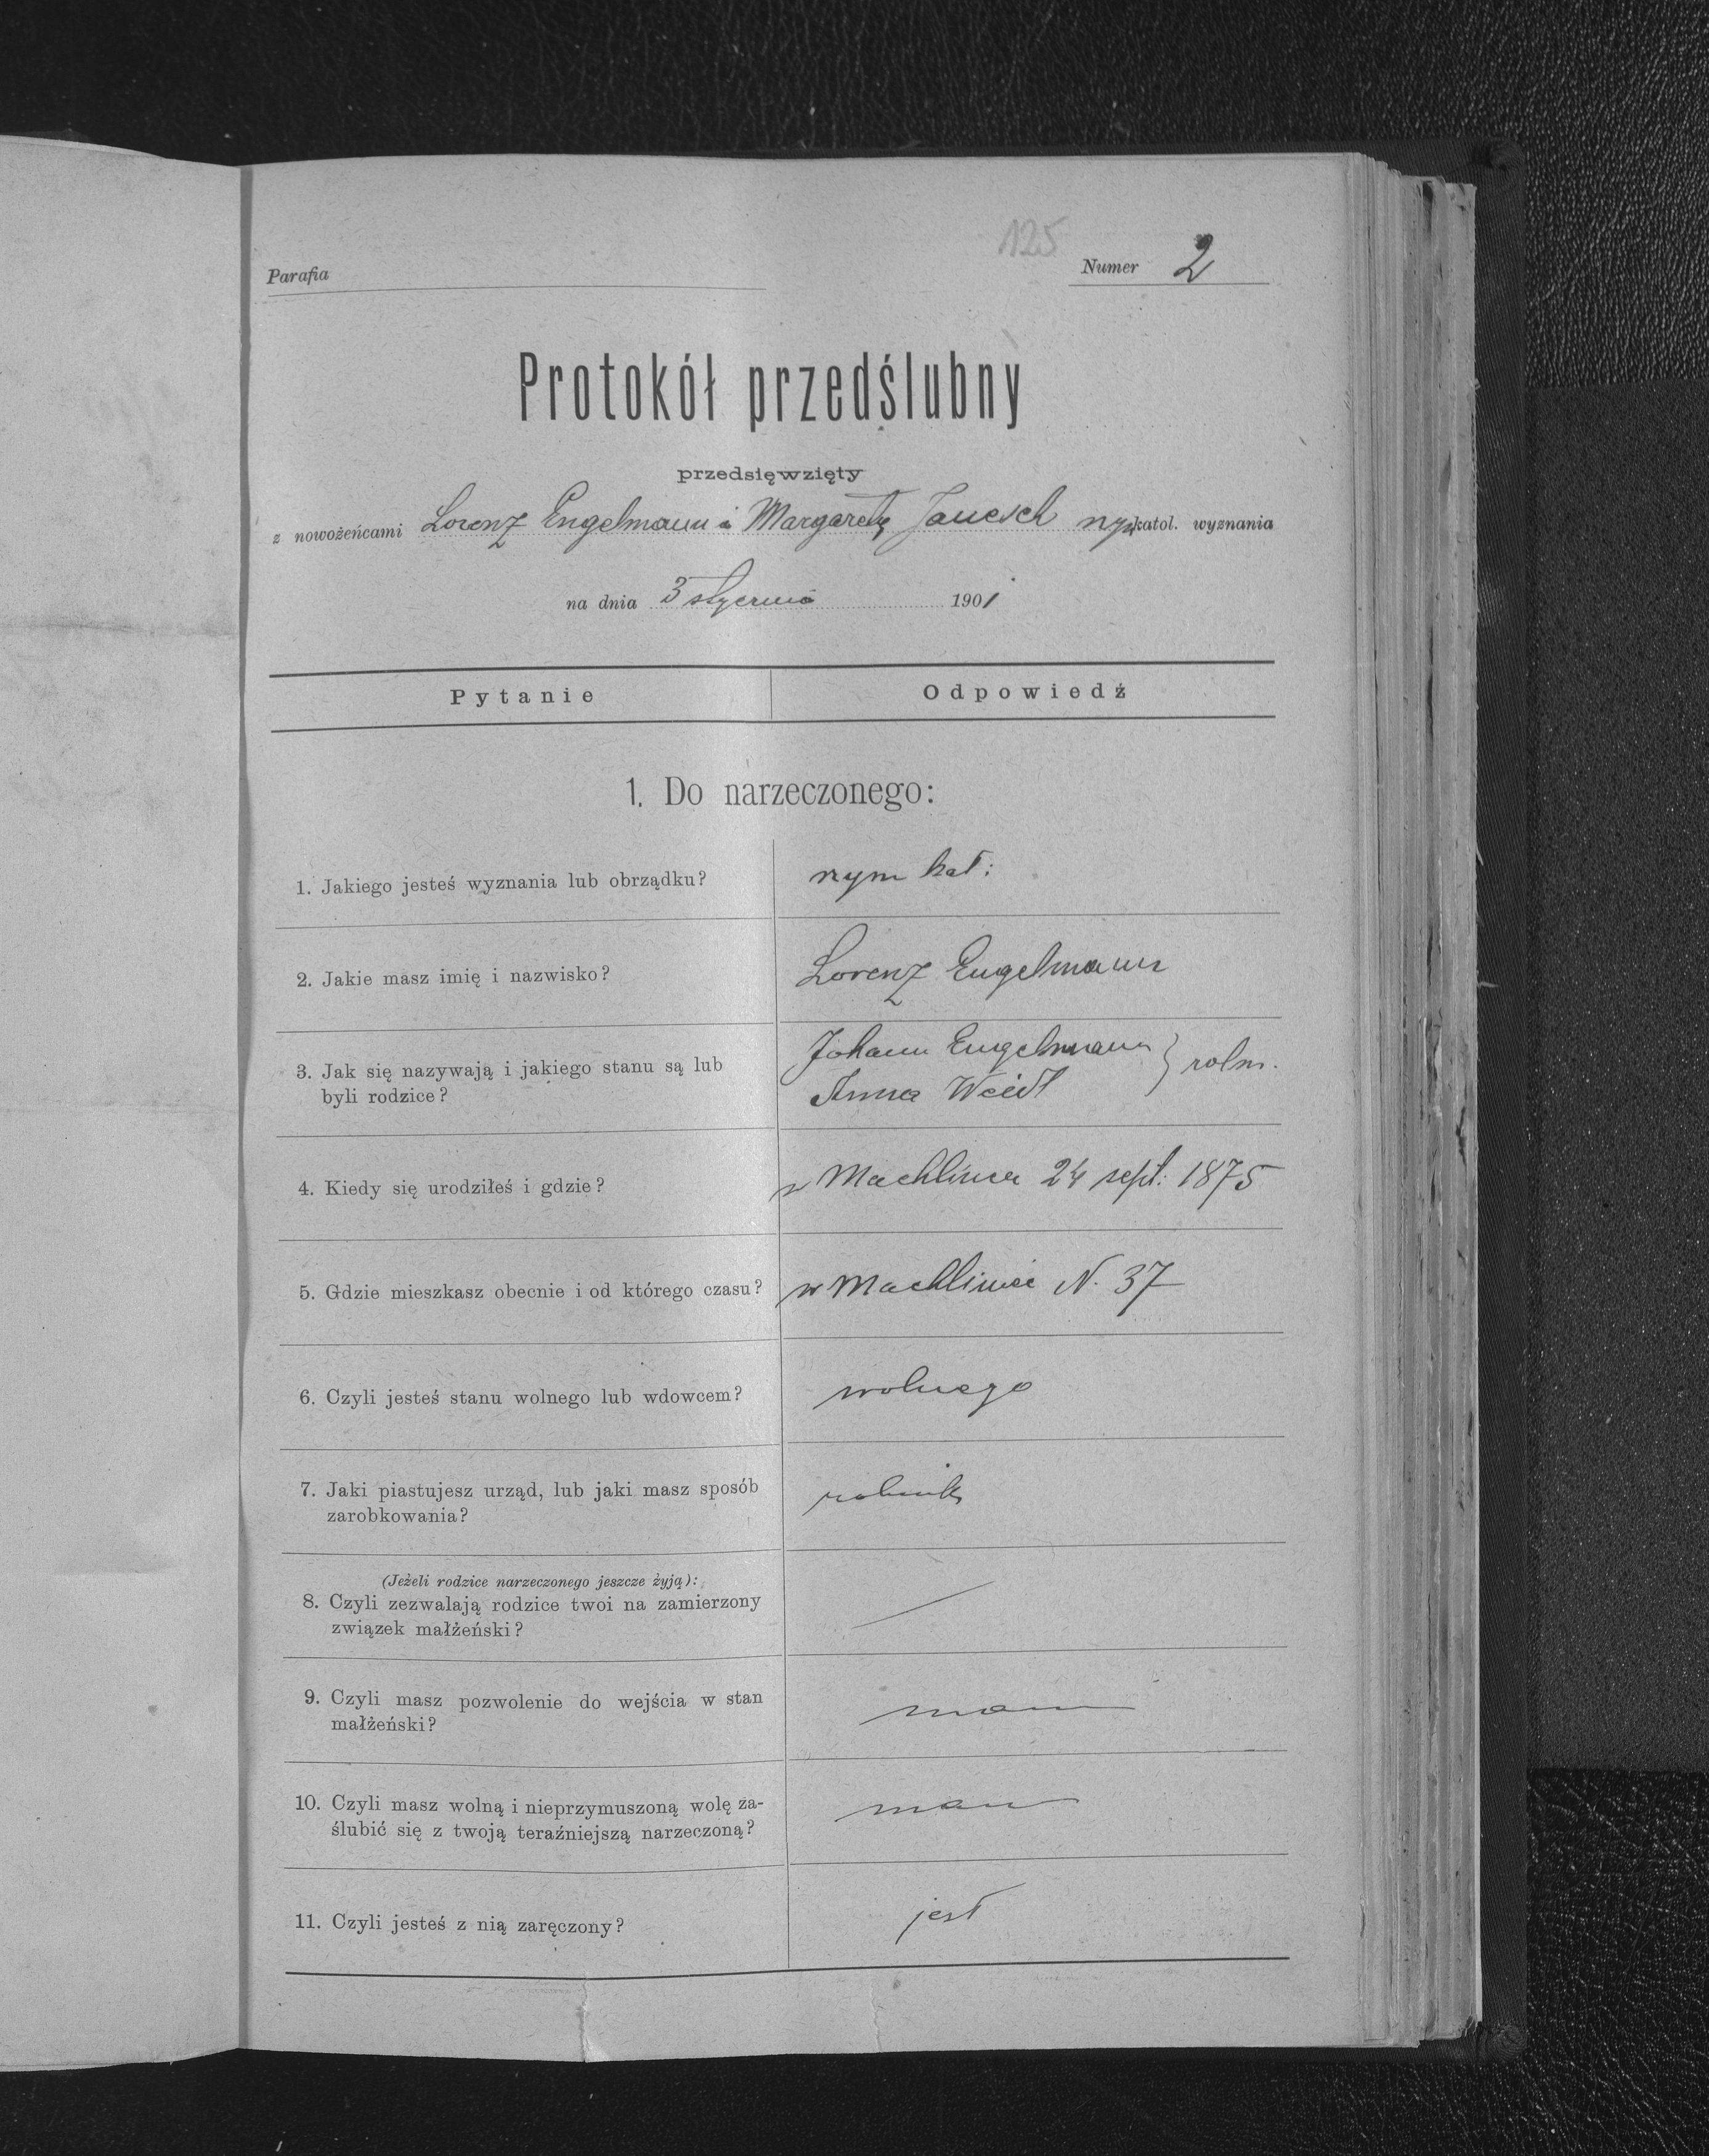 125
Parafia
Numer 2
Protokół przedślubny
przedsięwzięty
z nowożeńcami Lorenz Engelmann i Margaretą Janesch rzym katol. wyznania
na dnia 3 stycznia 1901
Pytanie
Odpowiedź
1. Do narzeczonego:
1. Jakiego jesteś wyznania lub obrządku?
rzym kat:
2. Jakie masz imię i nazwisko?
Lorenz Engelmann
3. Jak się nazywają i jakiego stanu są lub
byli rodzice?
Johann Engelmann
Anna Weidl
} roln.
4. Kiedy się urodziłeś i gdzie?
w Machlińcu 24 sept: 1875
5. Gdzie mieszkasz obecnie i od którego czasu?
w Machlińcu N. 37
6. Czyli jesteś stanu wolnego lub wdowcem?
wolnego
7. Jaki piastujesz urząd, lub jaki masz sposób
zarobkowania?
rolnik
(Jeżeli rodzice narzeczonego jeszcze żyją):
8. Czyli zezwalają rodzice twoi na zamierzony
związek małżeński?
9. Czyli masz pozwolenie do wejścia w stan
małżeński?
mam
10. Czyli masz wolną i nieprzymuszoną wolę za-
ślubić się z twoją teraźniejszą narzeczoną?
mam
11. Czyli jesteś z nią zaręczony?
jest